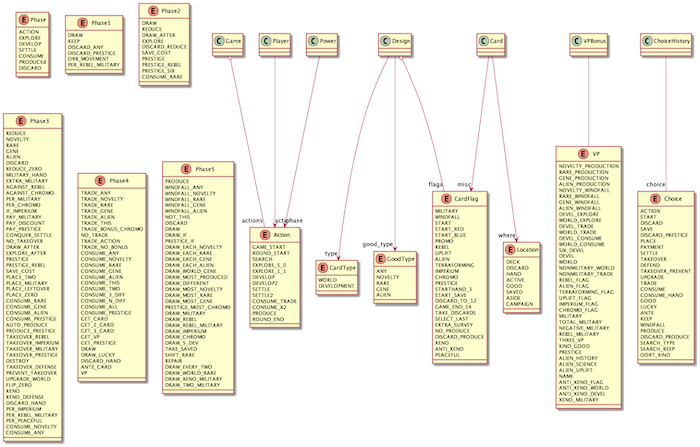 E Phase
ACTION
EXPLORE
DEVELOP
SETTLE
CONSUME
PRODUCEd
DISCARD
E Phase1
DRAW
KEEP
DISCARD_ANY
DISCARD_PRESTIGE
ORB_MOVEMENT
PER_REBEL_MILITARY
E Phase2
DRAW
REDUCE
DRAW_AFTER
EXPLORE
DISCARD_REDUCE
SAVE_COST
PRESTIGE
PRESTIGE_REBEL
PRESTIGE_SIX
CONSUME_RARE
C Game
C Player
C Power
C Design
C Card
C VPBonus
C ChoiceHistory
E Phase3
REDUCE
NOVELTY
RARE
GENE
ALIEN
DISCARD
REDUCE_ZERO
MILITARY_HAND
EXTRA_MILITARY
AGAINST_REBEL
AGAINST_CHROMO
PER_MILITARY
PER_CHROMO
IF_IMPERIUM
PAY_MILITARY
PAY_DISCOUNT
PAY_PRESTIGE
CONQUER_SETTLE
NO_TAKEOVER
DRAW_AFTER
EXPLORE_AFTER
PRESTIGE
PRESTIGE_REBEL
SAVE_COST
PLACE_TWO
PLACE_MILITARY
PLACE_LEFTOVER
PLACE_ZERO
CONSUME_RARE
CONSUME_GENE
CONSUME_ALIEN
CONSUME_PRESTIGE
AUTO_PRODUCE
PRODUCE_PRESTIGE
TAKEOVER_REBEL
TAKEOVER_IMPERIUM
TAKEOVER_MILITARY
TAKEOVER_PRESTIGE
DESTROY
TAKEOVER_DEFENSE
PREVENT_TAKEOVER
UPGRADE_WORLD
FLIP_ZERO
XENO
XENO_DEFENSE
DISCARD_HAND
PER_IMPERIUM
PER_REBEL_MILITARY
PER_PEACEFUL
CONSUME_NOVELTY
CONSUME_ANY
E Phase4
TRADE_ANY
TRADE_NOVELTY
TRADE_RARE
TRADE_GENE
TRADE_ALIEN
TRADE_THIS
TRADE_BONUS_CHROMO
NO_TRADE
TRADE_ACTION
TRADE_NO_BONUS
CONSUME_ANY
CONSUME_NOVELTY
CONSUME_RARE
CONSUME_GENE
CONSUME_ALIEN
CONSUME_THIS
CONSUME_TWO
CONSUME_3_DIFF
CONSUME_N_DIFF
CONSUME_ALL
CONSUME_PRESTIGE
GET_CARD
GET_2_CARD
GET_3_CARD
GET_VP
GET_PRESTIGE
DRAW
DRAW_LUCKY
DISCARD_HAND
ANTE_CARD
VP
E Phase5
PRODUCE
WINDFALL_ANY
WINDFALL_NOVELTY
WINDFALL_RARE
WINDFALL_GENE
WINDFALL_ALIEN
NOT_THIS
DISCARD
DRAW
DRAW_IF
PRESTIGE_IF
DRAW_EACH_NOVELTY
DRAW_EACH_RARE
DRAW_EACH_GENE
DRAW_EACH_ALIEN
DRAW_WORLD_GENE
DRAW_MOST_PRODUCED
DRAW_DIFFERENT
DRAW_MOST_NOVELTY
DRAW_MOST_RARE
DRAW_MOST_GENE
PRESTIGE_MOST_CHROMO
DRAW_MILITARY
DRAW_REBEL
DRAW_REBEL_MILITARY
DRAW_IMPERIUM
DRAW_CHROMO
DRAW_5_DEV
TAKE_SAVED
SHIFT_RARE
REPAIR
DRAW_EVERY_TWO
DRAW_WORLD_RARE
DRAW_XENO_MILITARY
DRAW_TWO_MILITARY
actions
actiphase
E Action
GAME_START
ROUND_START
SEARCH
EXPLORE_5_0
EXPLORE_1_1
DEVELOP
DEVELOP2
SETTLE
SETTLE2
CONSUME_TRADE
CONSUME_X2
PRODUCE
ROUND_END
type
E CardType
WORLD
DEVELOPMENT
good_type
E GoodType
ANY
NOVELTY
RARE
GENE
ALIEN
flags
misc
E CardFlag
MILITARY
WINDFALL
START
START_RED
START_BLUE
PROMO
REBEL
UPLIFT
ALIEN
TERRAFORMING
IMPERIUM
CHROMO
PRESTIGE
STARTHAND_3
START_SAVE
DISCARD_TO_12
GAME_END_14
TAKE_DISCARDS
SELECT_LAST
EXTRA_SURVEY
NO_PRODUCE
DISCARD_PRODUCE
XENO
ANTI_XENO
PEACEFUL
where
E Location
DECK
DISCARD
HAND
ACTIVE
GOOD
SAVED
ASIDE
CAMPAIGN
E VP
NOVELTY_PRODUCTION
RARE_PRODUCTION
GENE_PRODUCTION
ALIEN_PRODUCTION
NOVELTY_WINDFALL
RARE_WINDFALL
GENE_WINDFALL
ALIEN_WINDFALL
DEVEL_EXPLORE
WORLD_EXPLORE
DEVEL_TRADE
WORLD_TRADE
DEVEL_CONSUME
WORLD_CONSUME
SIX_DEVEL
DEVEL
WORLD
NONMILITARY_WORLD
NONMILITARY_TRADE
REBEL_FLAG
ALIEN_FLAG
TERRAFORMING_FLAG
UPLIFT_FLAG
IMPERIUM_FLAG
CHROMO_FLAG
MILITARY
TOTAL_MILITARY
NEGATIVE_MILITARY
REBEL_MILITARY
THREE_VP
KIND_GOOD
PRESTIGE
ALIEN_HISTORY
ALIEN_SCIENCE
ALIEN_UPLIFT
NAME
ANTI_XENO_FLAG
ANTI_XENO_WORLD
ANTI_XENO_DEVEL
XENO_MILITARY
choice
E Choice
ACTION
START
DISCARD
SAVE
DISCARD_PRESTIGE
PLACE
PAYMENT
SETTLE
TAKEOVER
DEFEND
TAKEOVER_PREVENT
UPGRADE
TRADE
CONSUME
CONSUME_HAND
GOOD
LUCKY
ANTE
KEEP
WINDFALL
PRODUCE
DISCARD_PRODUCE
SEARCH_TYPE
SEARCH_KEEP
OORT_KIND